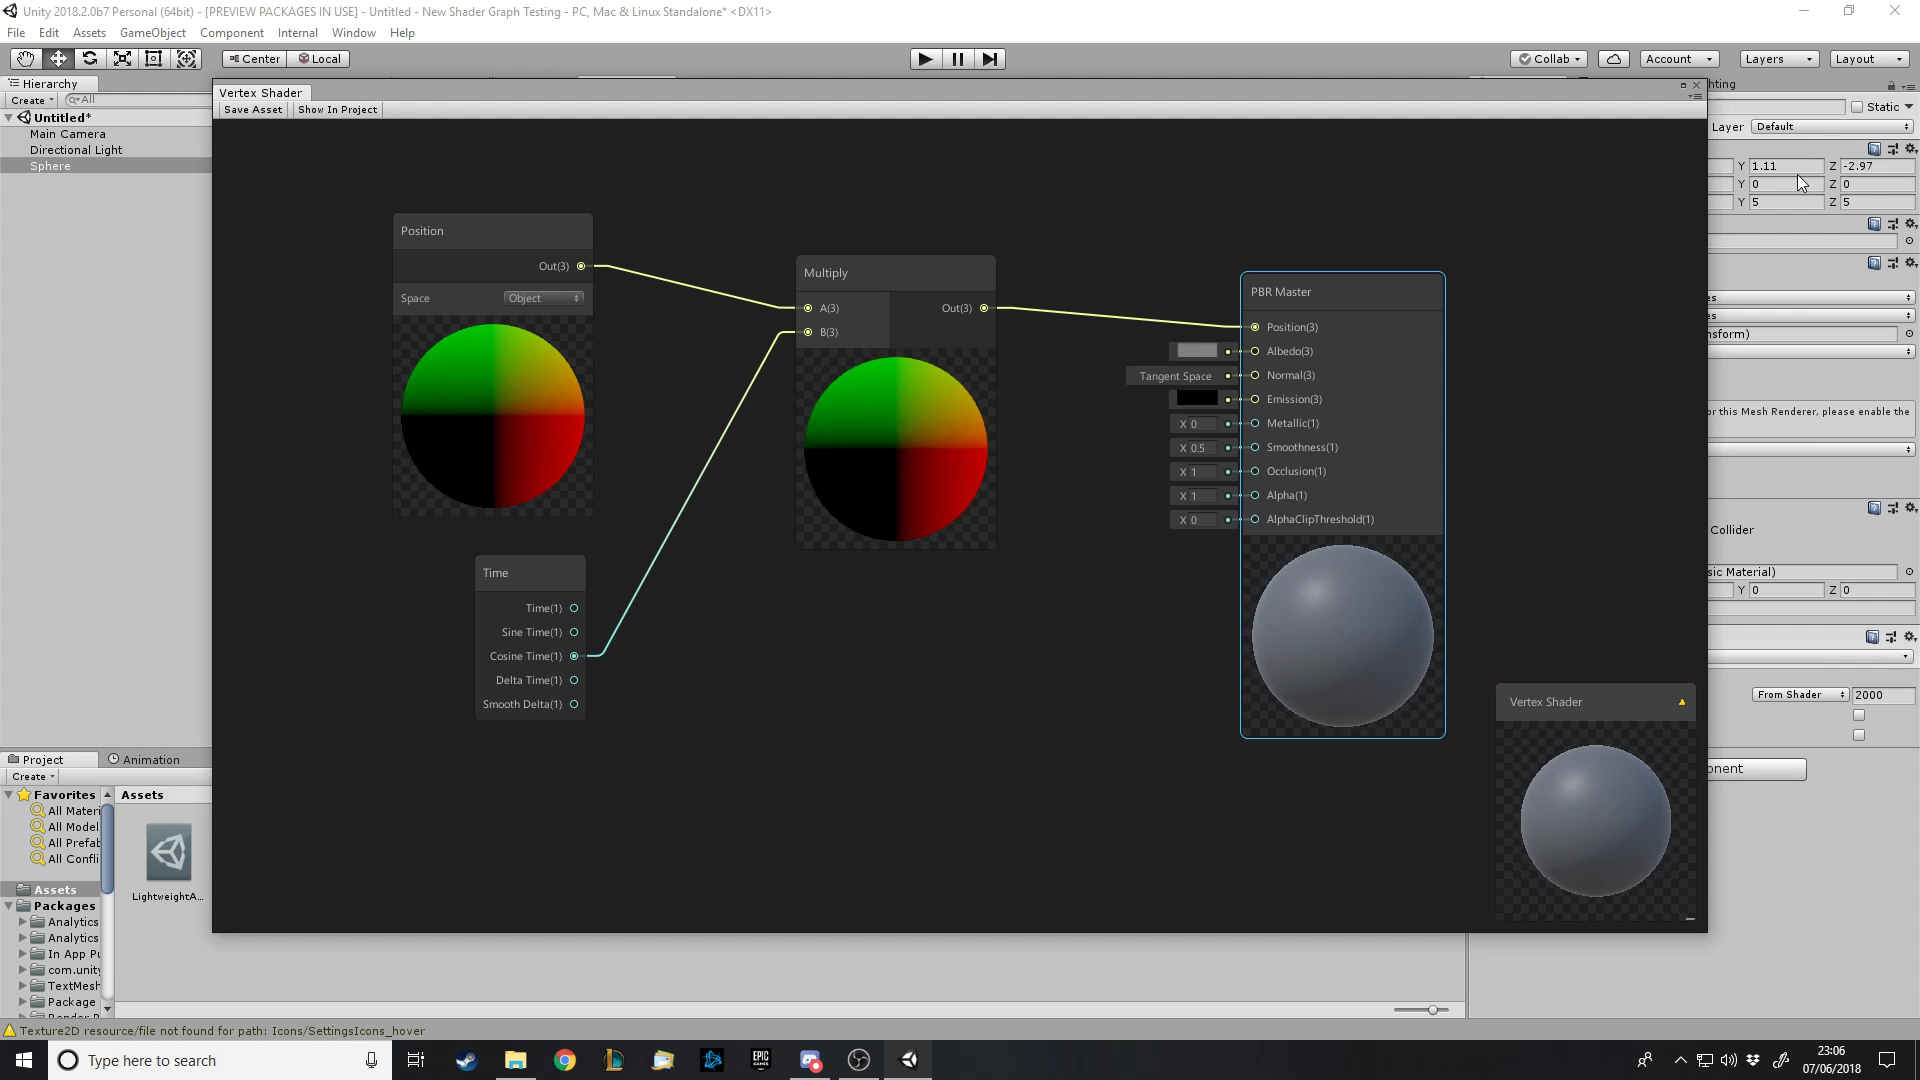 Unity 2018.2.0b7 Personal (64bit) - [PREVIEW PACKAGES IN USE] - Untitled - New Shader Graph Testing - PC, Mac & Linux Standalone* <DX11>
File Edit Assets GameObject Component Internal Window Help
Center Local Collab Account Layers Layout
Hierarchy
Create All
Untitled*
Main Camera
Directional Light
Sphere
Vertex Shader
Save Asset Show In Project
Position
Out(3)
Space Object
Time
Time(1)
Sine Time(1)
Cosine Time(1)
Delta Time(1)
Smooth Delta(1)
Multiply
A(3) Out(3)
B(3)
PBR Master
Position(3)
Albedo(3)
Tangent Space Normal(3)
Emission(3)
X 0 Metallic(1)
X 0.5 Smoothness(1)
X 1 Occlusion(1)
X 1 Alpha(1)
X 0 AlphaClipThreshold(1)
Vertex Shader
hting
Static
Layer Default
Y 1.11 Z -2.97
Y 0 Z 0
Y 5 Z 5
es
es
nsform)
or this Mesh Renderer, please enable the
Collider
sic Material)
Y 0 Z 0
From Shader 2000
onent
Project Animation
Create
Favorites
All Materi
All Model
All Prefab
All Confli
Assets
Packages
Analytics
Analytics
In App Pu
com.unity
TextMesh
Package
Assets
LightweightA...
Texture2D resource/file not found for path: Icons/SettingsIcons_hover
Type here to search
EPIC
GAMES
23:06
07/06/2018